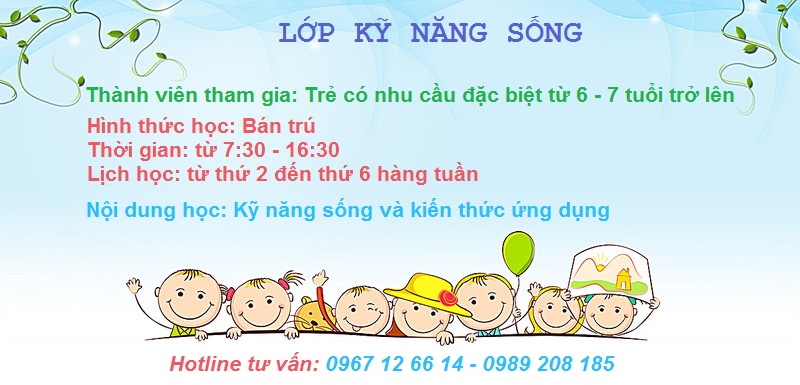 LỚP KỸ NĂNG SỐNG
Thành viên tham gia: Trẻ có nhu cầu đặc biệt từ 6 - 7 tuổi trở lên
Hình thức học: Bán trú
Thời gian: từ 7:30 - 16:30
Lịch học: từ thứ 2 đến thứ 6 hàng tuần
Nội dung học: Kỹ năng sống và kiến thức ứng dụng
Hotline tư vấn: 0967 12 66 14 - 0989 208 185